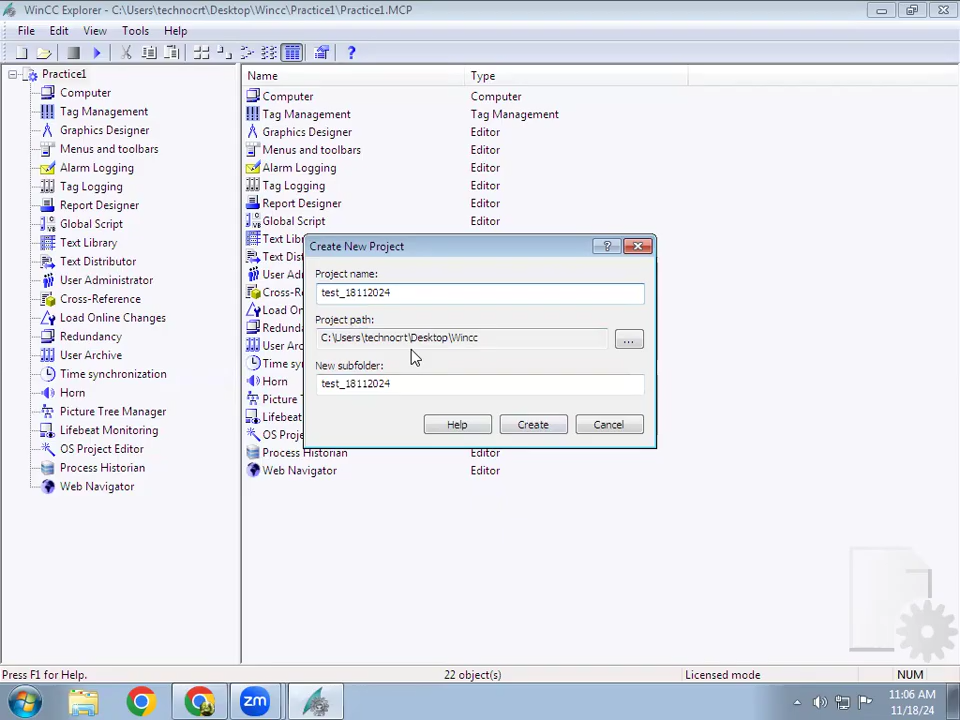 WinCC Explorer - C:\Users\technocrt\Desktop\Wincc\Practice1\Practice1.MCP
File Edit View Tools Help
Practice1
Computer
Tag Management
Graphics Designer
Menus and toolbars
Alarm Logging
Tag Logging
Report Designer
Global Script
Text Library
Text Distributor
User Administrator
Cross-Reference
Load Online Changes
Redundancy
User Archive
Time synchronization
Horn
Picture Tree Manager
Lifebeat Monitoring
OS Project Editor
Process Historian
Web Navigator
Name Type
Computer Computer
Tag Management Tag Management
Graphics Designer Editor
Menus and toolbars Editor
Alarm Logging Editor
Tag Logging Editor
Report Designer Editor
Global Script Editor
Text Lib
Text Dis
User Ad
Cross-Re
Load On
Redunda
User Arc
Time sy
Horn
Picture T
Lifebeat
OS Proje
Process Historian Editor
Web Navigator Editor
Create New Project
?
Project name:
test_18112024
Project path:
C:\Users\technocrt\Desktop\Wincc
...
New subfolder:
test_18112024
Help Create Cancel
Press F1 for Help. 22 object(s) Licensed mode NUM
zm
11:06 AM
11/18/24